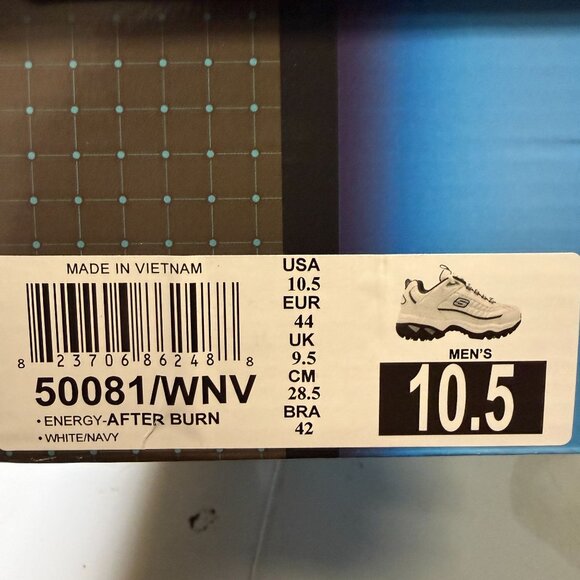 MADE IN VIETNAM
8 23706 86248 8
50081/WNV
• ENERGY-AFTER BURN
• WHITE/NAVY
USA
10.5
EUR
44
UK
9.5
CM
28.5
BRA
42
MEN'S
10.5